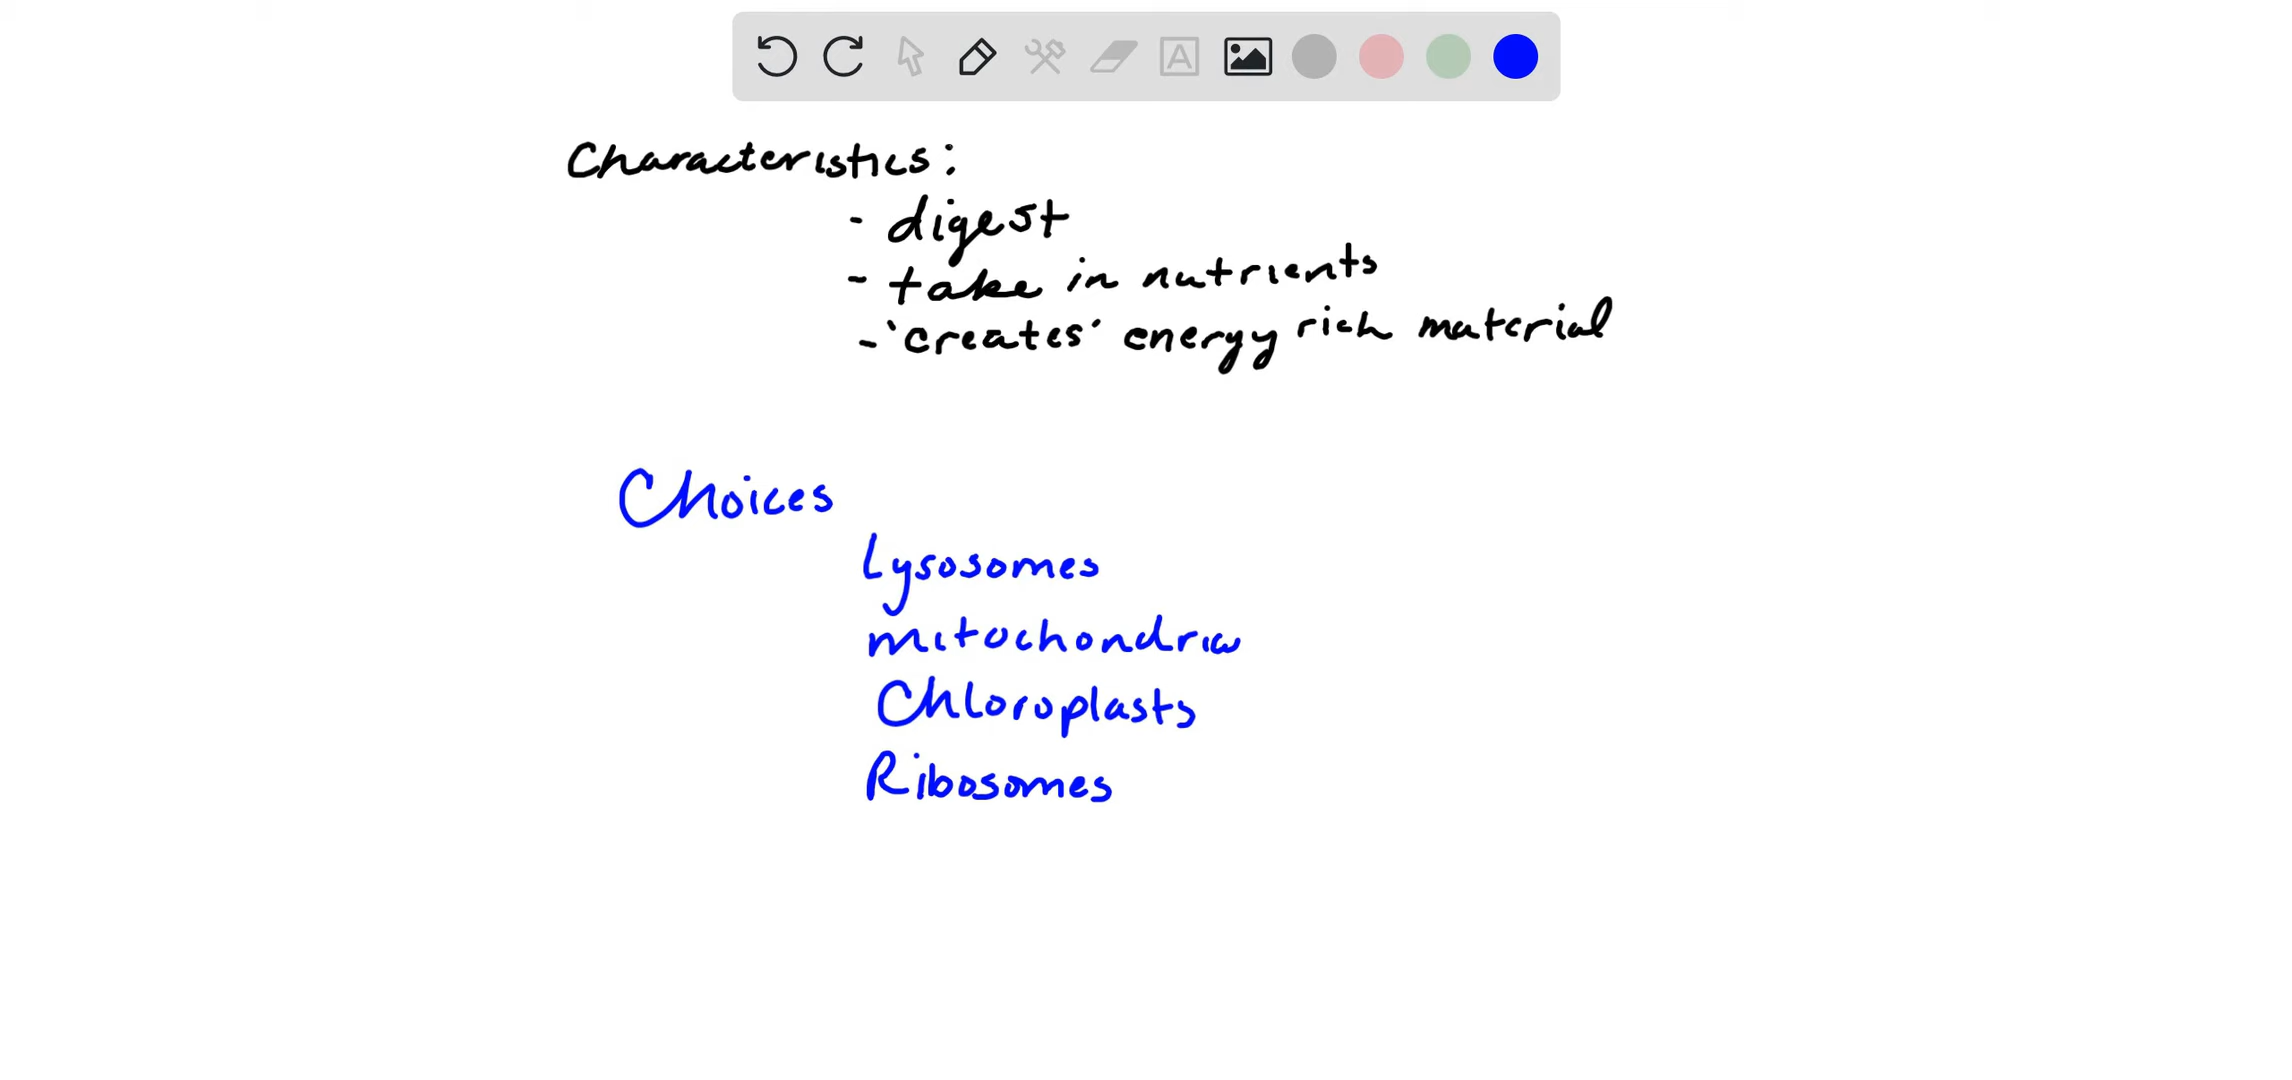 Characteristics:
- digest
- take in nutrients
- 'creates' energy rich material
Choices
Lysosomes
mitochondria
Chloroplasts
Ribosomes